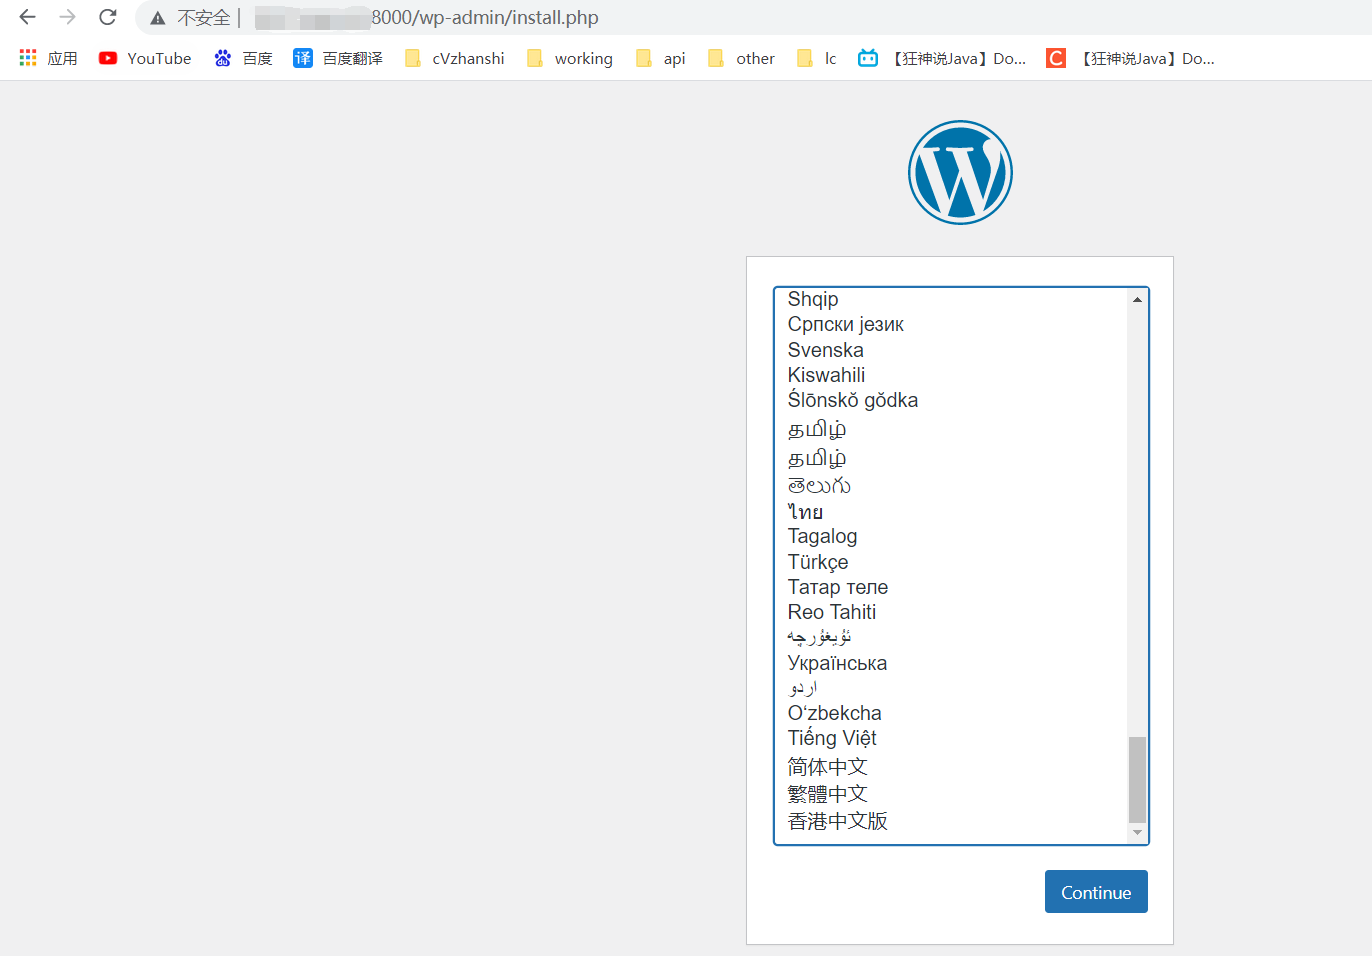 不安全 | 8000/wp-admin/install.php
应用 YouTube 百度 译 百度翻译 cVzhanshi working api other lc 【狂神说Java】Do... C 【狂神说Java】Do...
W
Shqip
Српски језик
Svenska
Kiswahili
Ślōnskŏ gŏdka
தமிழ்
தமிழ்
తెలుగు
ไทย
Tagalog
Türkçe
Татар теле
Reo Tahiti
ئۇيغۇرچە
Українська
اردو
O‘zbekcha
Tiếng Việt
简体中文
繁體中文
香港中文版
Continue